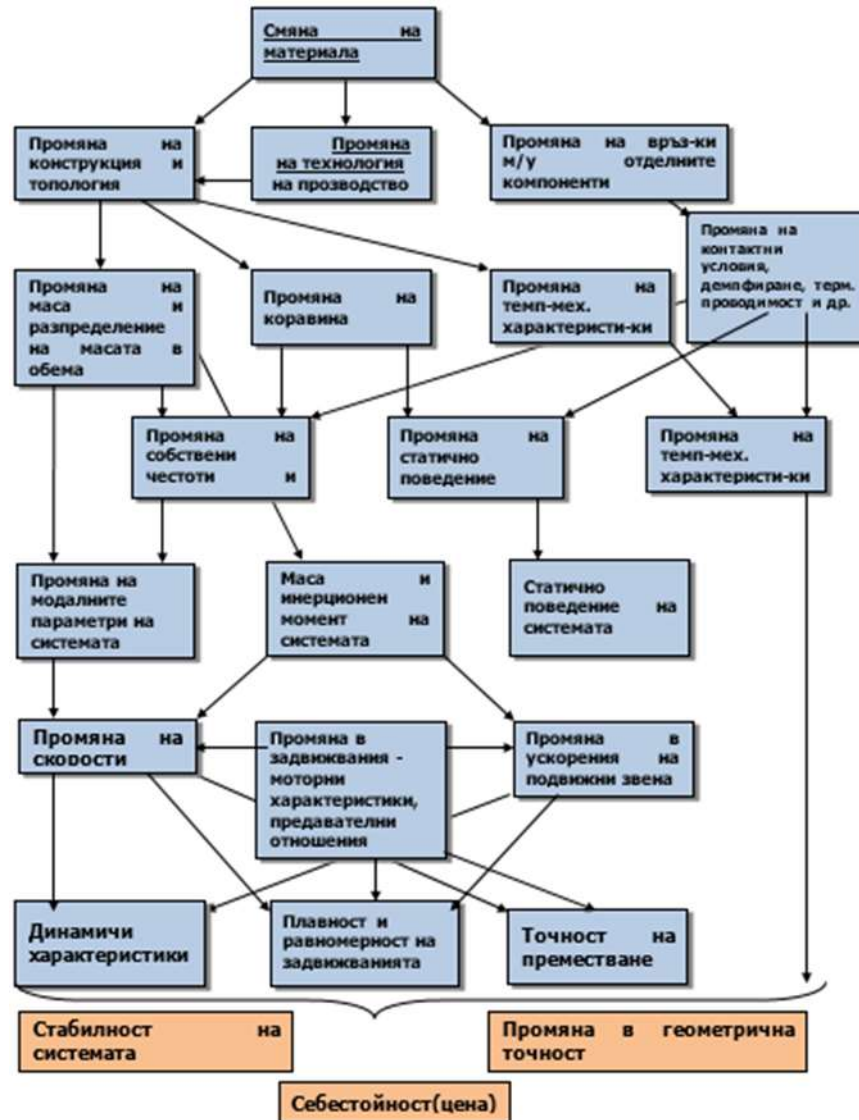 Смяна на
материала
Промяна на
конструкция и
топология
Промяна
на технология
на прозводство
Промяна на връз-ки
м/у отделните
компоненти
Промяна на
контактни
условия,
демпфиране, терм.
проводимост и др.
Промяна на
маса и
разпределение
на масата в
обема
Промяна на
коравина
Промяна на
темп-мех.
характеристи-ки
Промяна на
собствени
честоти и
Промяна на
статично
поведение
Промяна на
темп-мех.
характеристи-ки
Промяна на
модалните
параметри на
системата
Маса и
инерционен
момент на
системата
Статично
поведение на
системата
Промяна на
скорости
Промяна в
задвижвания -
моторни
характеристики,
предавателни
отношения
Промяна в
ускорения на
подвижни звена
Динамичи
характеристики
Плавност и
равномерност на
задвижванията
Точност на
преместване
Стабилност на
системата
Промяна в геометрична
точност
Себестойност(цена)